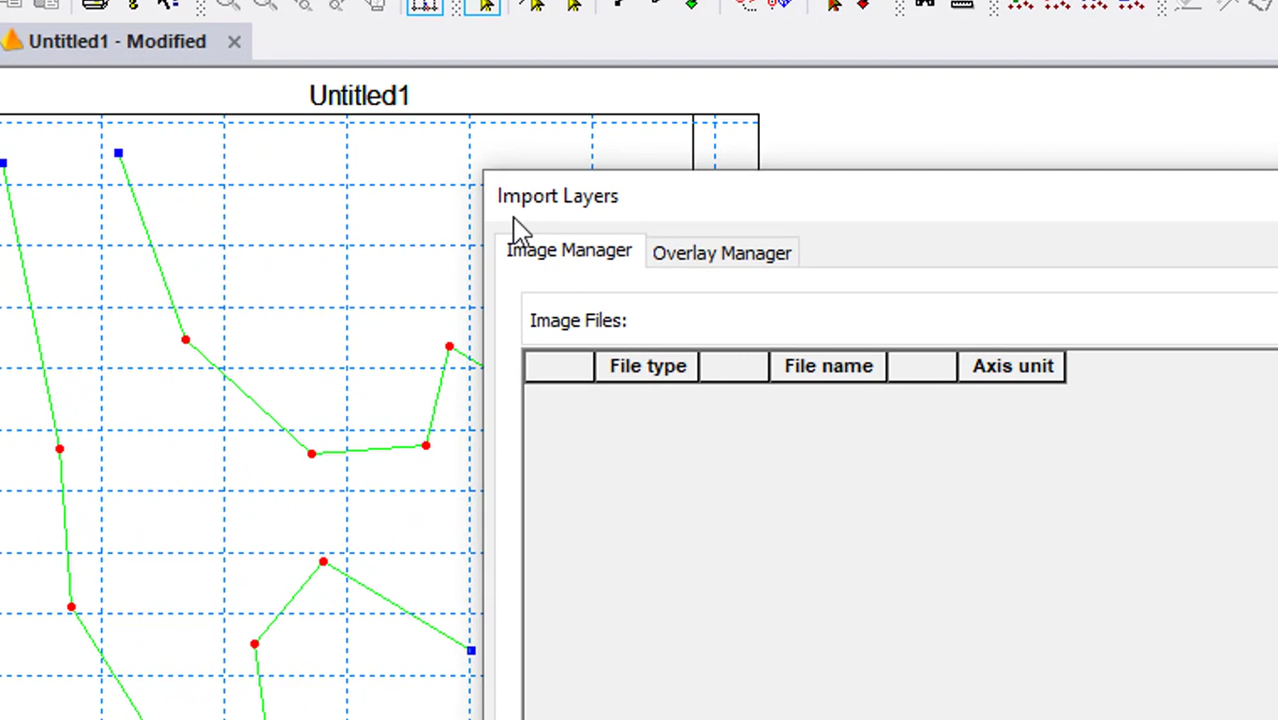 Untitled1 - Modified
Untitled1
Import Layers
Image Manager
Overlay Manager
Image Files:
File type
File name
Axis unit